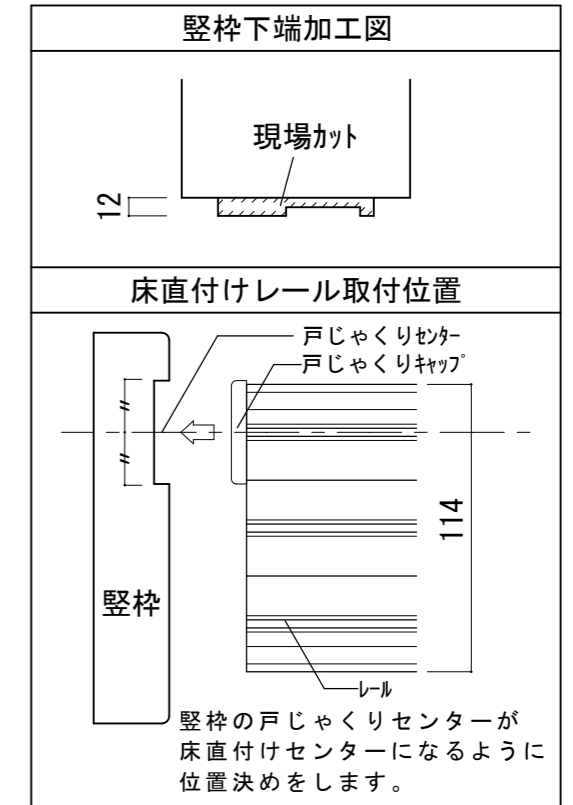 竪枠下端加工図
現場ｶｯﾄ
12
床直付けレール取付位置
戸じゃくりｾﾝﾀｰ
戸じゃくりｷｬｯﾌﾟ
〃
〃
114
竪枠
ﾚｰﾙ
竪枠の戸じゃくりセンターが
床直付けセンターになるように
位置決めをします。